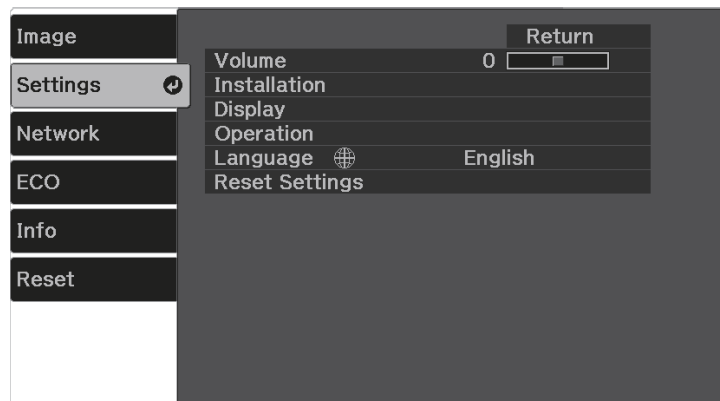 Image
Settings
Network
ECO
Info
Reset
Return
Volume 0
Installation
Display
Operation
Language English
Reset Settings